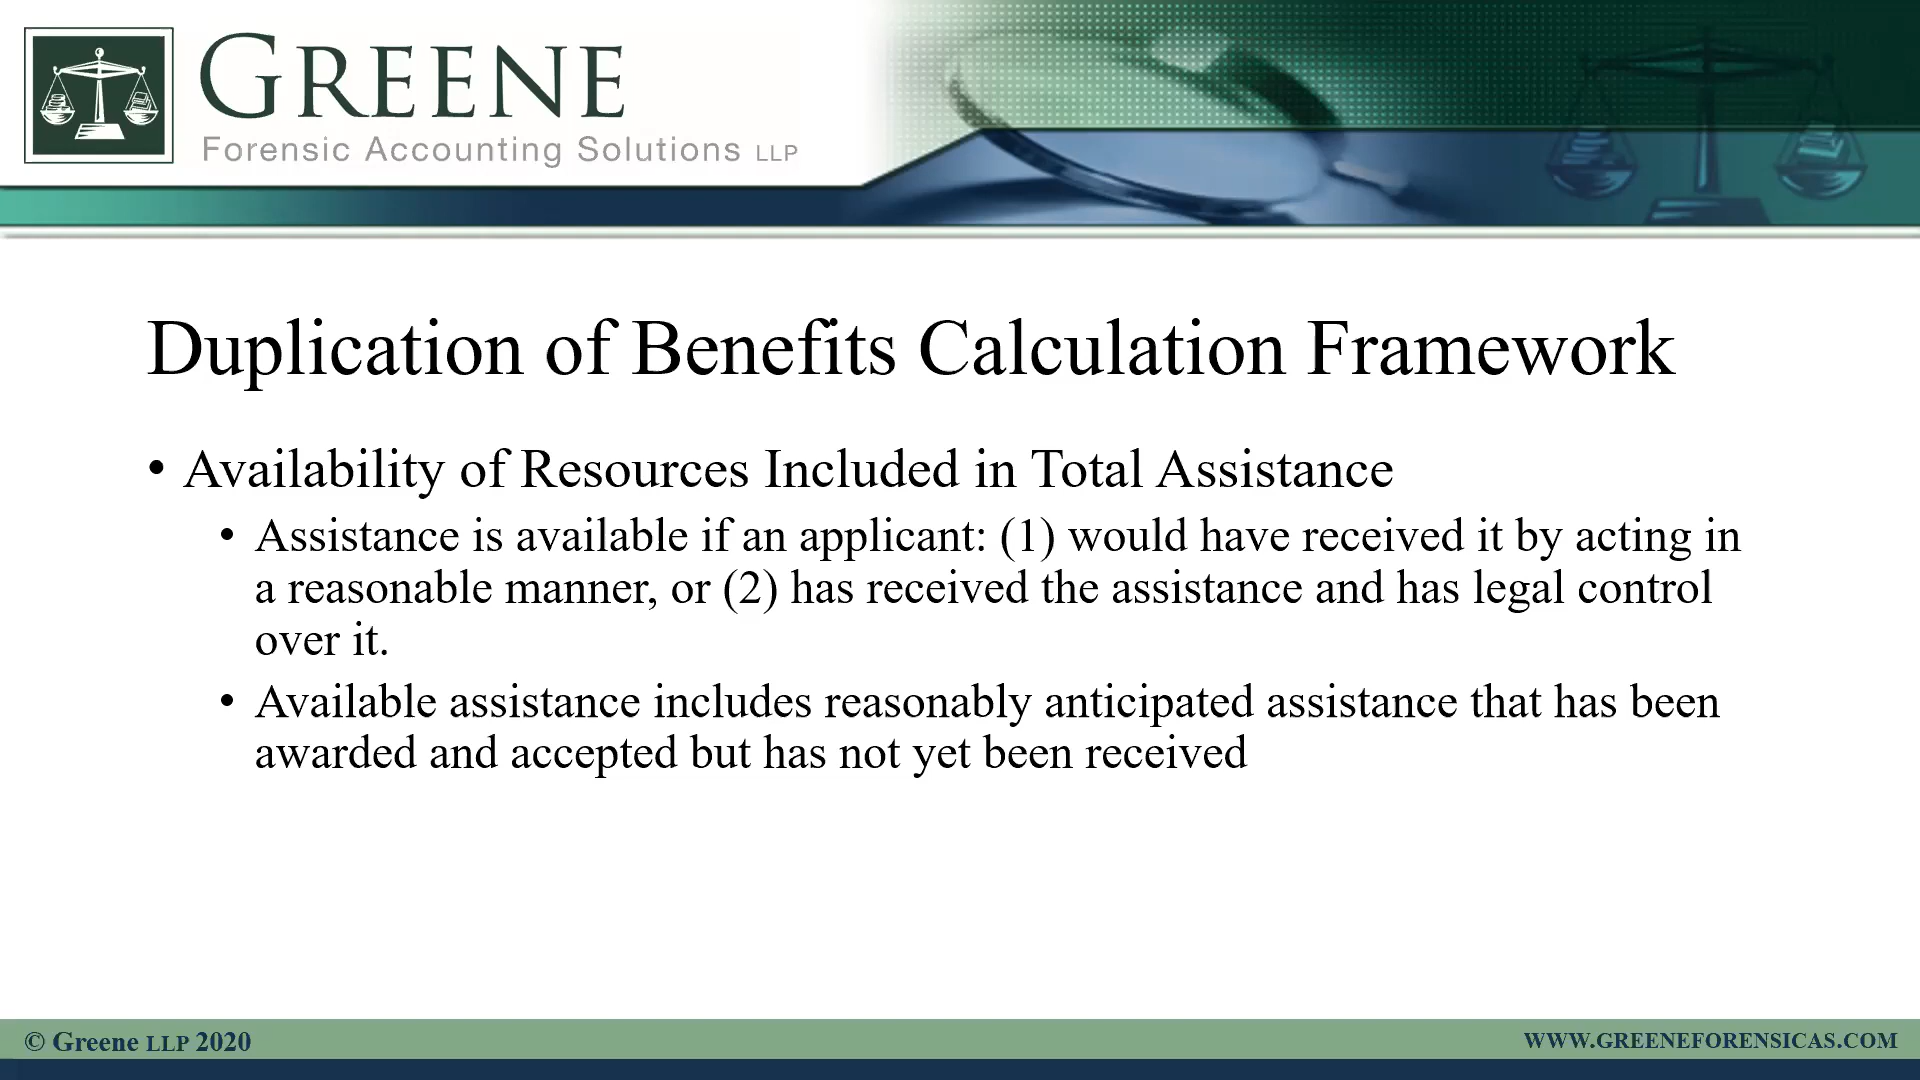 GREENE
Forensic Accounting Solutions LLP
Duplication of Benefits Calculation Framework
• Availability of Resources Included in Total Assistance
• Assistance is available if an applicant: (1) would have received it by acting in
a reasonable manner, or (2) has received the assistance and has legal control
over it.
• Available assistance includes reasonably anticipated assistance that has been
awarded and accepted but has not yet been received
© Greene LLP 2020
WWW.GREENEFORENSICAS.COM